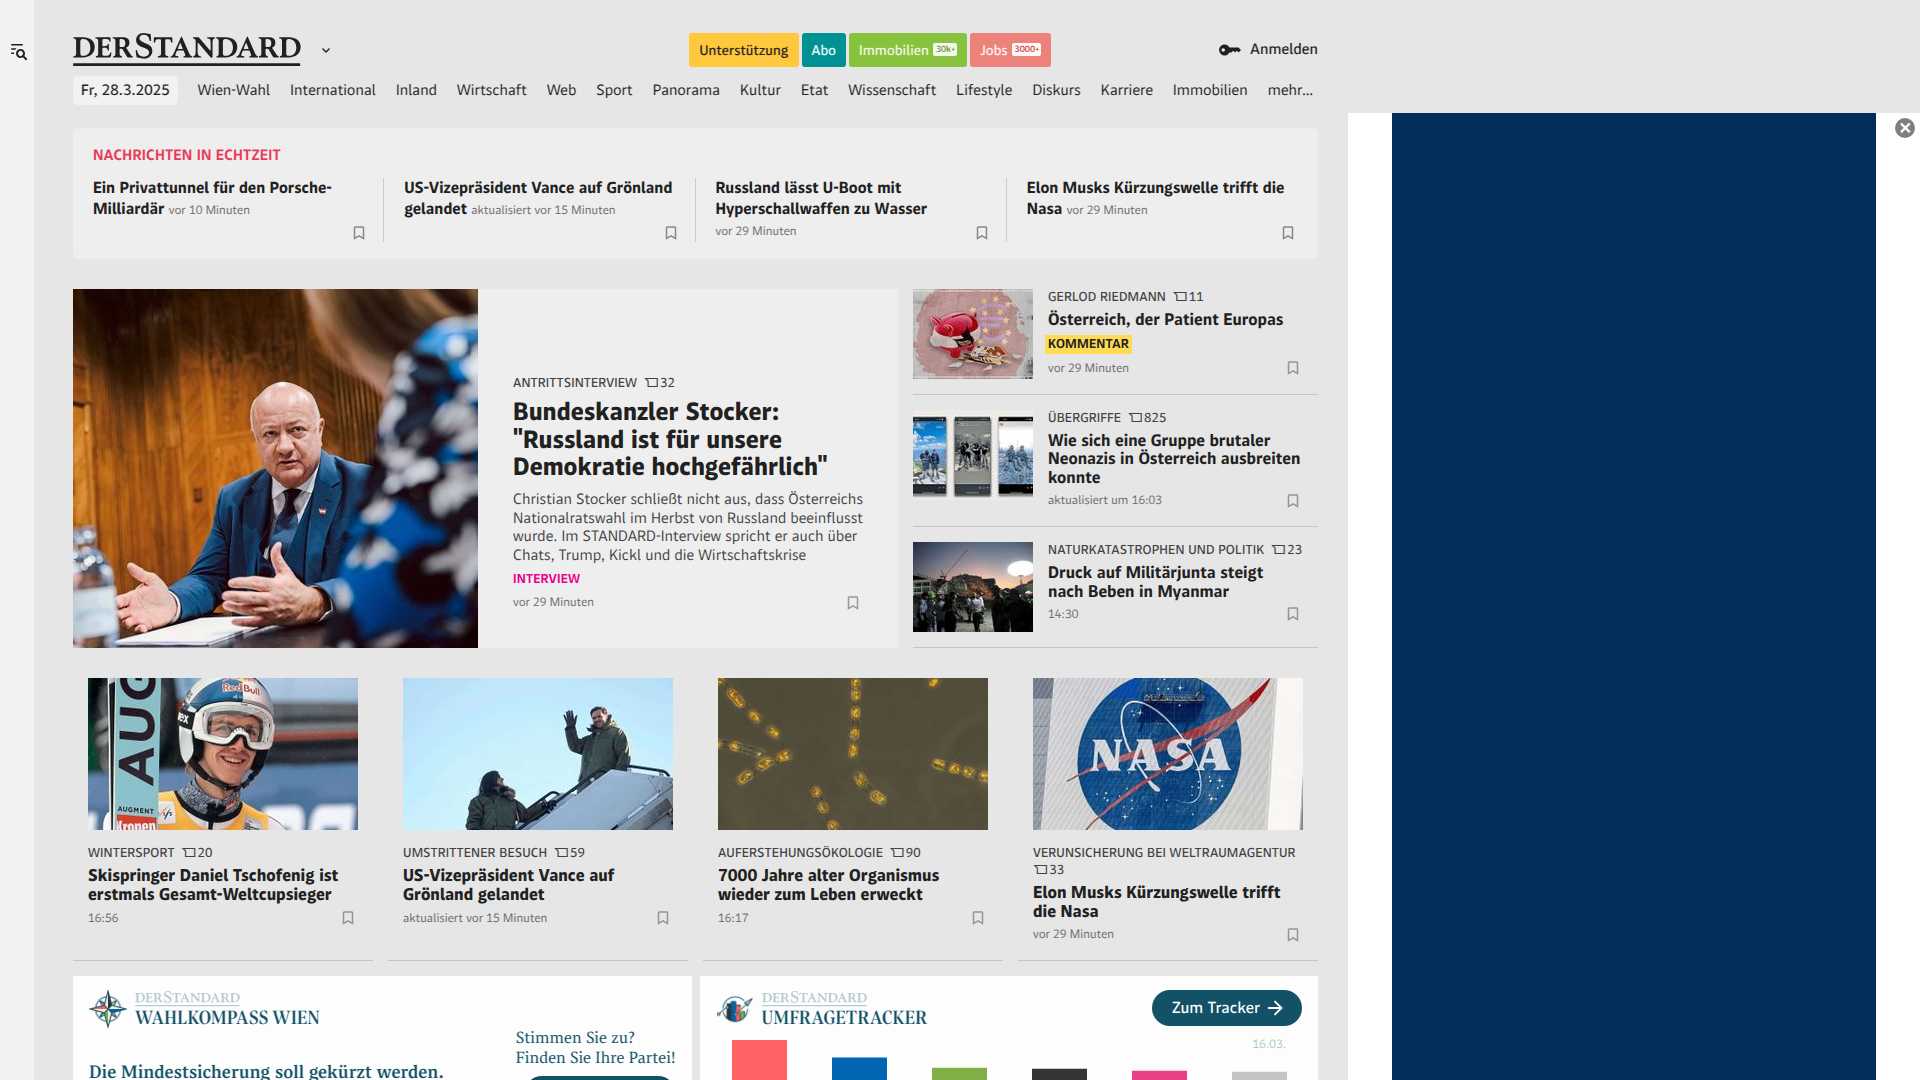 DERSTANDARD
Unterstützung
Abo
Immobilien 30k+
Jobs 3000+
Anmelden
Fr, 28.3.2025
Wien-Wahl
International
Inland
Wirtschaft
Web
Sport
Panorama
Kultur
Etat
Wissenschaft
Lifestyle
Diskurs
Karriere
Immobilien
mehr...
NACHRICHTEN IN ECHTZEIT
Ein Privattunnel für den Porsche-
Milliardär vor 10 Minuten
US-Vizepräsident Vance auf Grönland
gelandet aktualisiert vor 15 Minuten
Russland lässt U-Boot mit
Hyperschallwaffen zu Wasser
vor 29 Minuten
Elon Musks Kürzungswelle trifft die
Nasa vor 29 Minuten
ANTRITTSINTERVIEW 32
Bundeskanzler Stocker:
"Russland ist für unsere
Demokratie hochgefährlich"
Christian Stocker schließt nicht aus, dass Österreichs
Nationalratswahl im Herbst von Russland beeinflusst
wurde. Im STANDARD-Interview spricht er auch über
Chats, Trump, Kickl und die Wirtschaftskrise
INTERVIEW
vor 29 Minuten
GERLOD RIEDMANN 11
Österreich, der Patient Europas
KOMMENTAR
vor 29 Minuten
ÜBERGRIFFE 825
Wie sich eine Gruppe brutaler
Neonazis in Österreich ausbreiten
konnte
aktualisiert um 16:03
NATURKATASTROPHEN UND POLITIK 23
Druck auf Militärjunta steigt
nach Beben in Myanmar
14:30
AUG
AUGMENT
Kronen
Red Bull
NASA
WINTERSPORT 20
Skispringer Daniel Tschofenig ist
erstmals Gesamt-Weltcupsieger
16:56
UMSTRITTENER BESUCH 59
US-Vizepräsident Vance auf
Grönland gelandet
aktualisiert vor 15 Minuten
AUFERSTEHUNGSÖKOLOGIE 90
7000 Jahre alter Organismus
wieder zum Leben erweckt
16:17
VERUNSICHERUNG BEI WELTRAUMAGENTUR
33
Elon Musks Kürzungswelle trifft
die Nasa
vor 29 Minuten
DERSTANDARD
WAHLKOMPASS WIEN
Stimmen Sie zu?
Finden Sie Ihre Partei!
Die Mindestsicherung soll gekürzt werden.
DERSTANDARD
UMFRAGETRACKER
Zum Tracker
16.03.